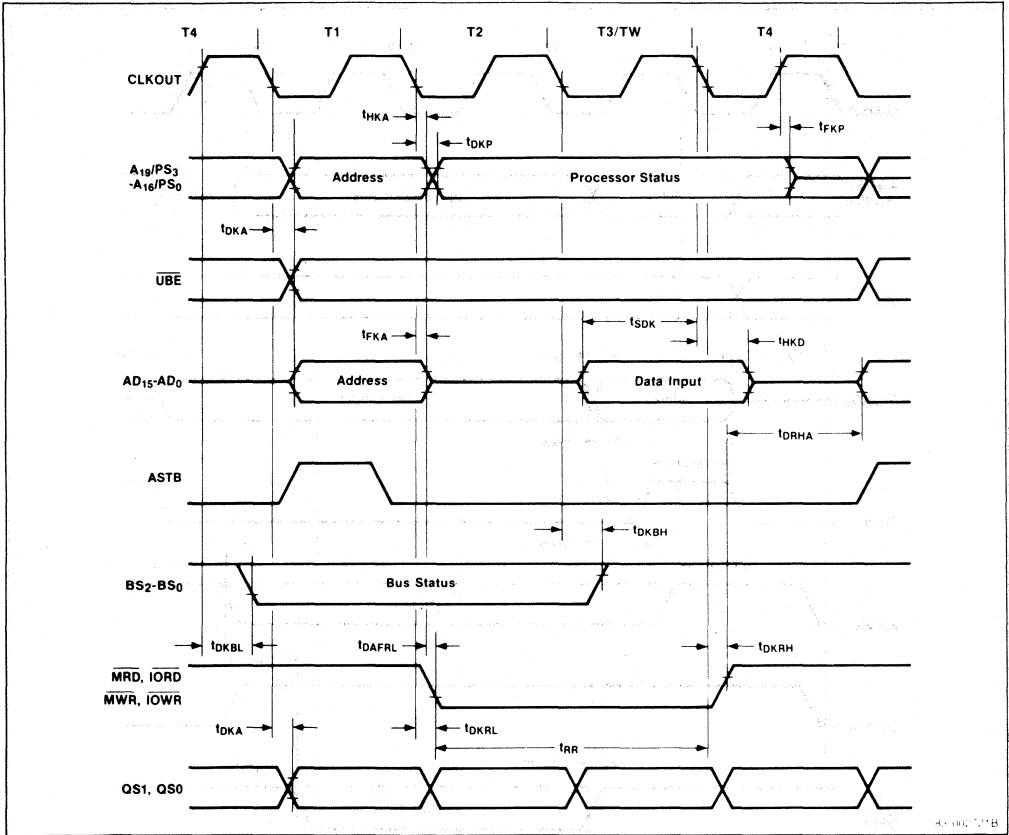 T4 T1 T2 T3/TW T4
CLKOUT
tHKA
tDKP
tFKP
A19/PS3
-A16/PS0
Address
Processor Status
tDKA
UBE
tFKA
tSDK
tHKD
AD15-AD0
Address
Data Input
tDRHA
ASTB
tDKBH
BS2-BS0
Bus Status
tDKBL
tDAFRL
tDKRH
MRD, IORD
MWR, IOWR
tDKA
tDKRL
tRR
QS1, QS0